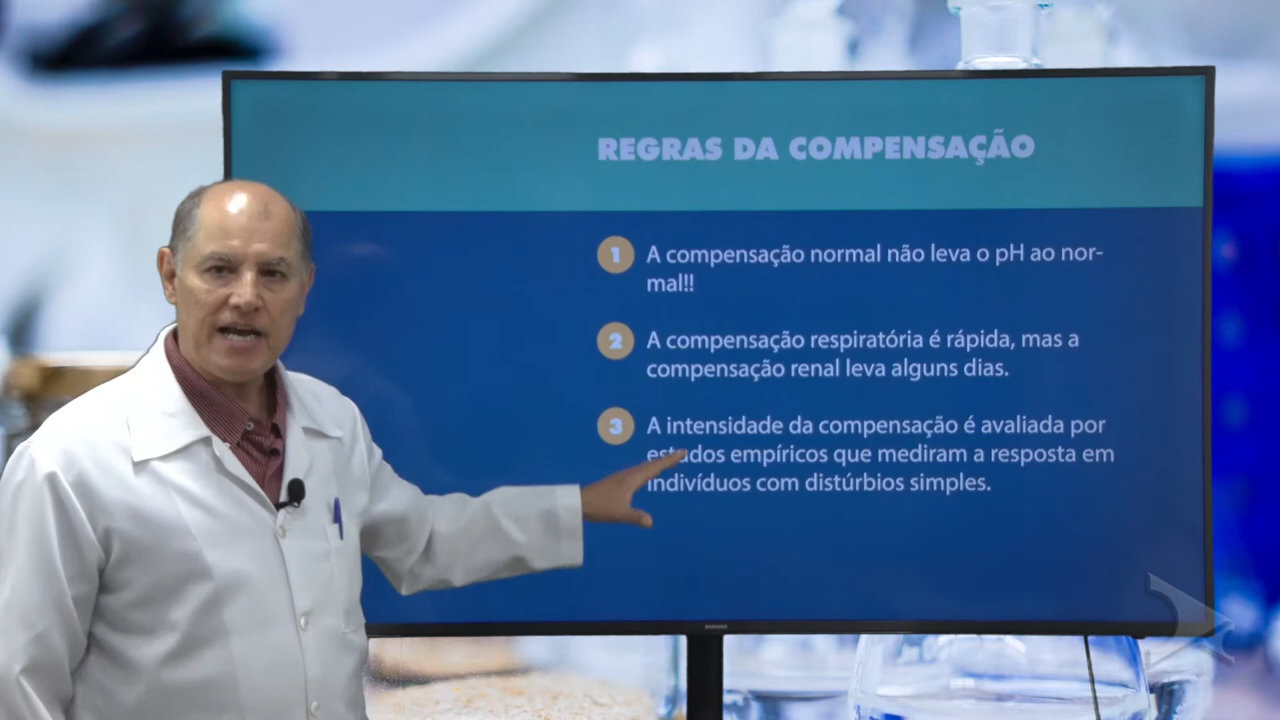 REGRAS DA COMPENSAÇÃO
1 A compensação normal não leva o pH ao nor-
mal!!
2 A compensação respiratória é rápida, mas a
compensação renal leva alguns dias.
3 A intensidade da compensação é avaliada por
estudos empíricos que mediram a resposta em
indivíduos com distúrbios simples.
SAMSUNG